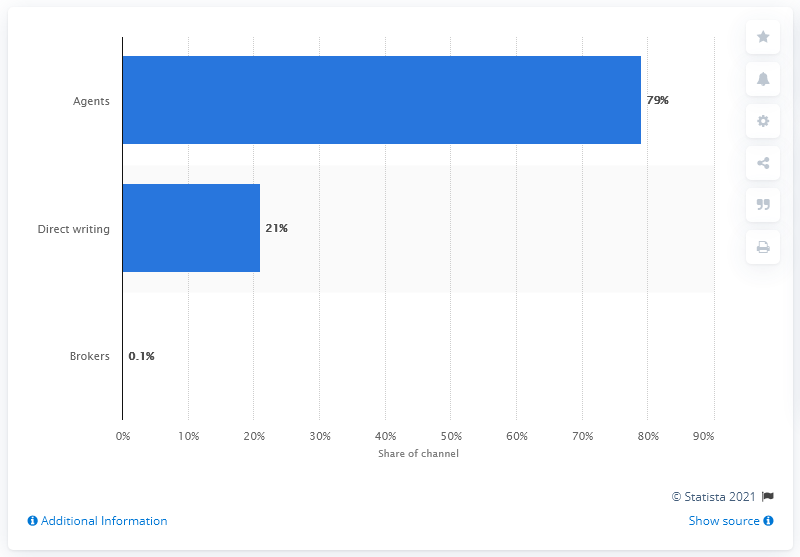 Agents
79%
Direct writing
21%
Brokers
0.1%
0% 10% 20% 30% 40% 50% 60% 70% 80% 90%
Share of channel
© Statista 2021
Additional Information
Show source